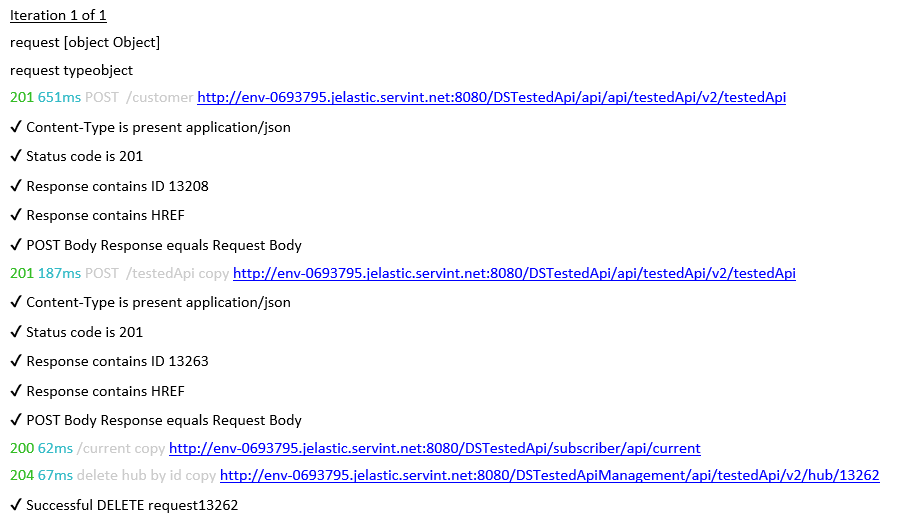 Iteration 1 of 1
request [object Object]
request typeobject
201 651ms POST /customer http://env-0693795.jelastic.servint.net:8080/DSTestedApi/api/api/testedApi/v2/testedApi
✓ Content-Type is present application/json
✓ Status code is 201
✓ Response contains ID 13208
✓ Response contains HREF
✓ POST Body Response equals Request Body
201 187ms POST /testedApi copy http://env-0693795.jelastic.servint.net:8080/DSTestedApi/api/testedApi/v2/testedApi
✓ Content-Type is present application/json
✓ Status code is 201
✓ Response contains ID 13263
✓ Response contains HREF
✓ POST Body Response equals Request Body
200 62ms /current copy http://env-0693795.jelastic.servint.net:8080/DSTestedApi/subscriber/api/current
204 67ms delete hub by id copy http://env-0693795.jelastic.servint.net:8080/DSTestedApiManagement/api/testedApi/v2/hub/13262
✓ Successful DELETE request13262